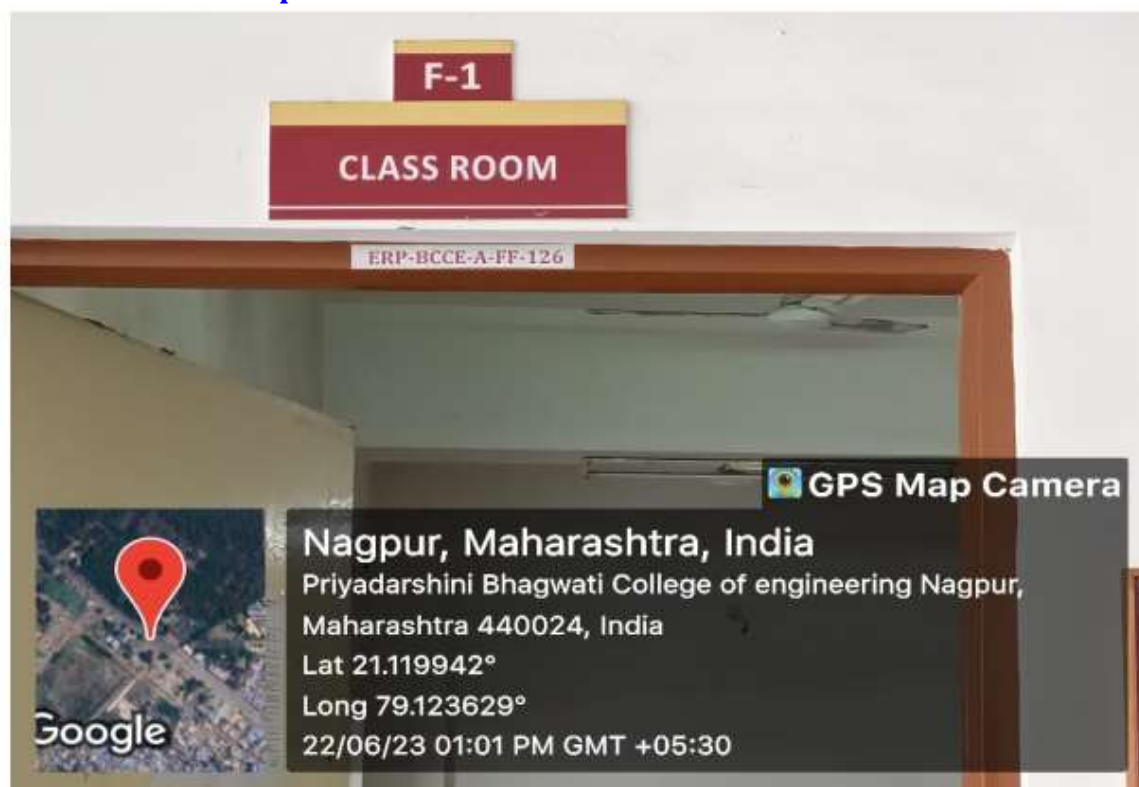 F-1
CLASS ROOM
ERP-BCCE-A-FF-126
GPS Map Camera
Nagpur, Maharashtra, India
Priyadarshini Bhagwati College of engineering Nagpur,
Maharashtra 440024, India
Lat 21.119942°
Long 79.123629°
22/06/23 01:01 PM GMT +05:30
Google